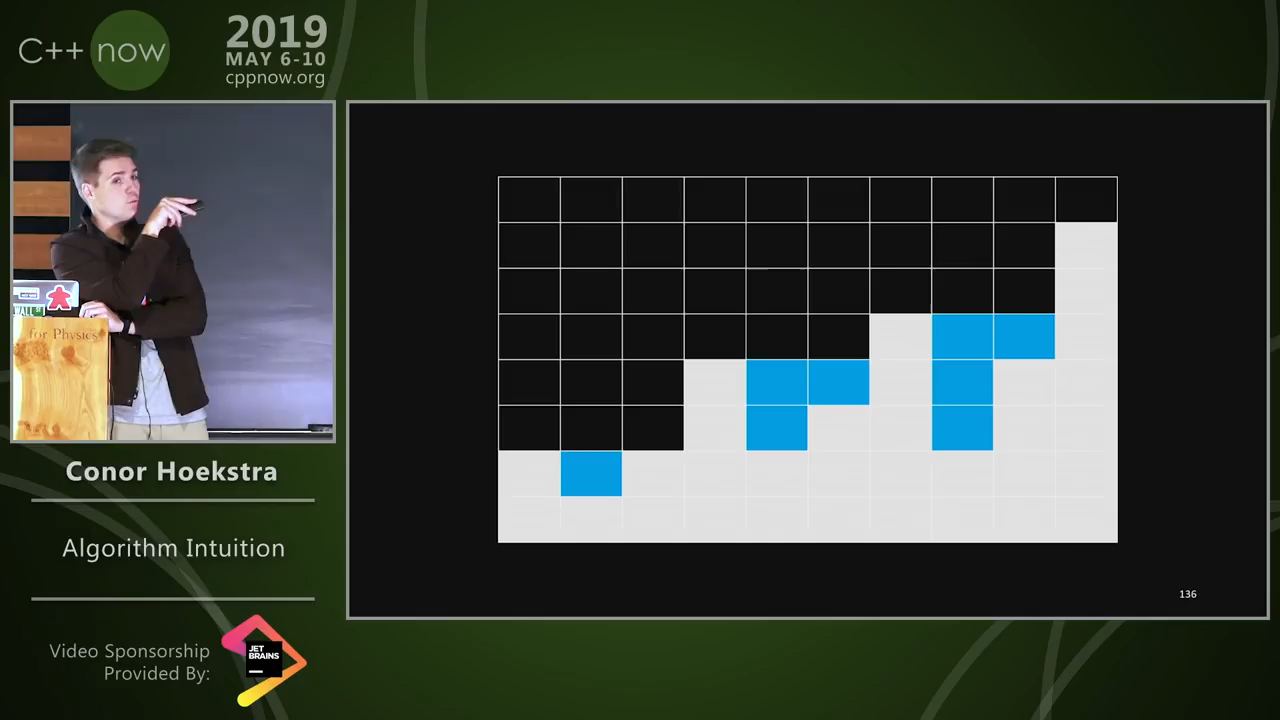 C++ now
2019
MAY 6-10
cppnow.org
for Physics
Conor Hoekstra
Algorithm Intuition
Video Sponsorship
Provided By:
JET
BRAINS
136